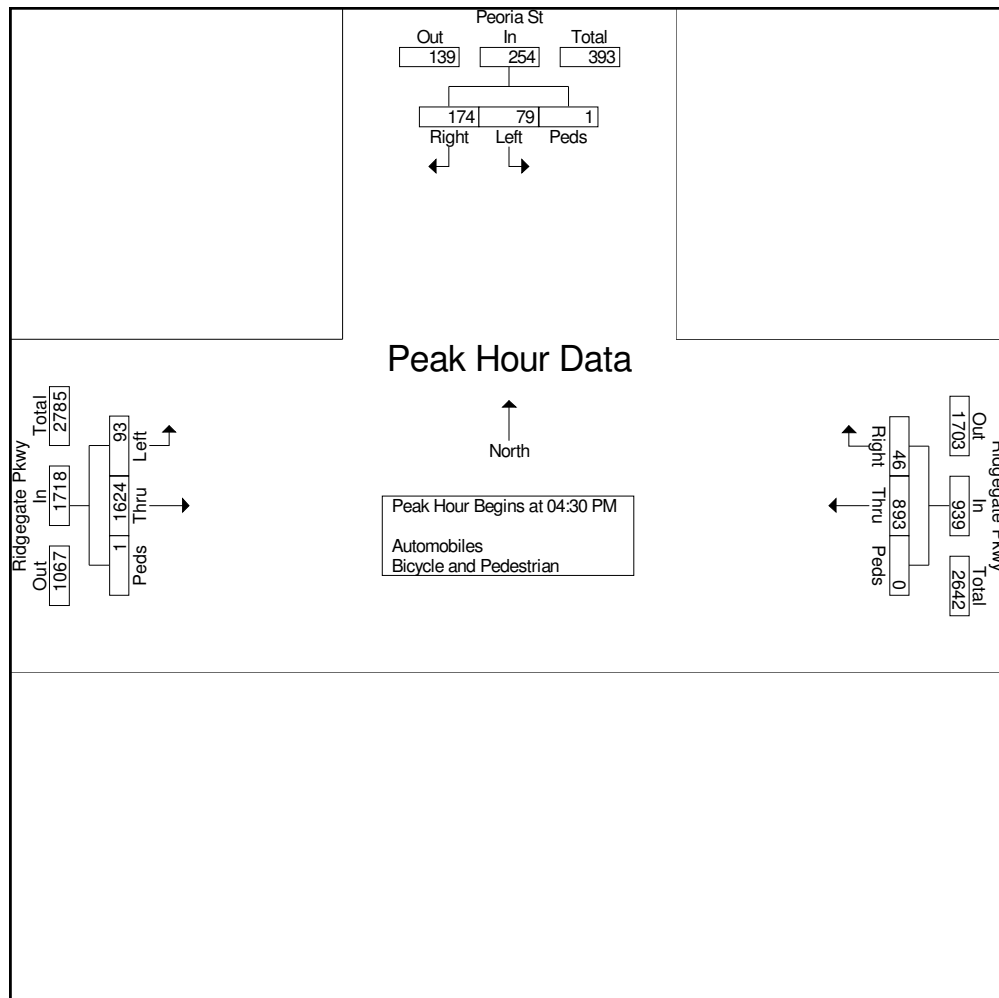 Peoria St
Out In Total
139 254 393
174 79 1
Right Left Peds
Peak Hour Data
North
Peak Hour Begins at 04:30 PM
Automobiles
Bicycle and Pedestrian
Ridgegate Pkwy
Out In Total
1067 1718 2785
93 1624 1
Left Thru Peds
Ridgegate Pkwy
Out In Total
1703 939 2642
46 893 0
Right Thru Peds